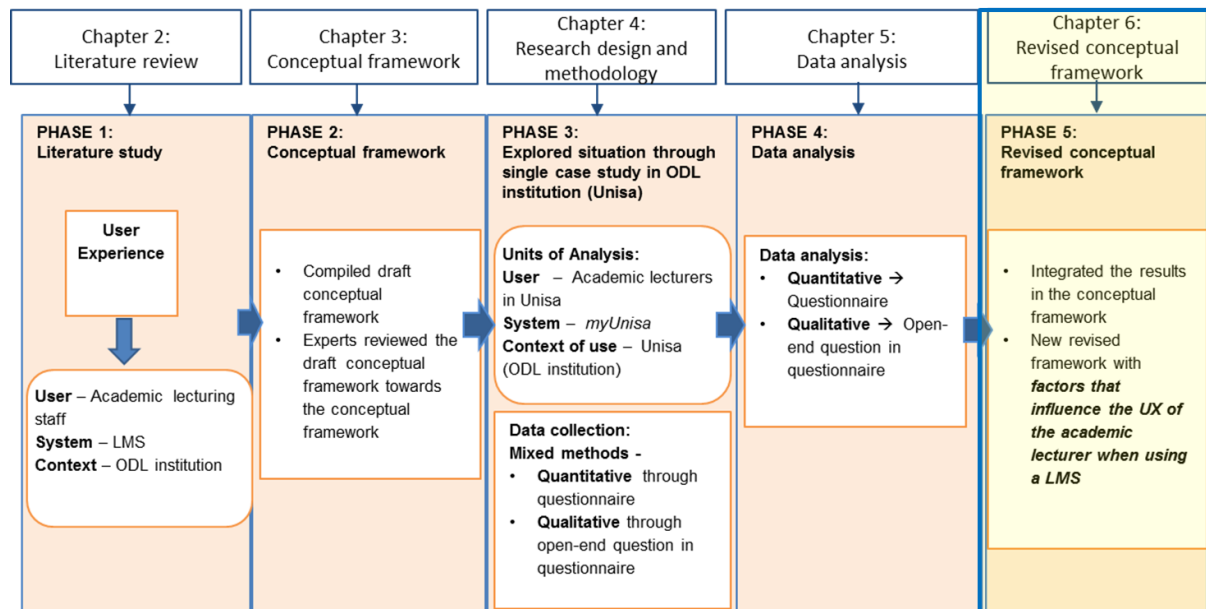 Chapter 2:
Literature review
Chapter 3:
Conceptual framework
Chapter 4:
Research design and
methodology
Chapter 5:
Data analysis
Chapter 6:
Revised conceptual
framework
PHASE 1:
Literature study
User
Experience
User – Academic lecturing
staff
System – LMS
Context – ODL institution
PHASE 2:
Conceptual framework
• Compiled draft
conceptual
framework
• Experts reviewed the
draft conceptual
framework towards
the conceptual
framework
PHASE 3:
Explored situation through
single case study in ODL
institution (Unisa)
Units of Analysis:
User – Academic lecturers
in Unisa
System – myUnisa
Context of use – Unisa
(ODL institution)
Data collection:
Mixed methods -
• Quantitative through
questionnaire
• Qualitative through
open-end question in
questionnaire
PHASE 4:
Data analysis
Data analysis:
• Quantitative →
Questionnaire
• Qualitative → Open-
end question in
questionnaire
PHASE 5:
Revised conceptual
framework
• Integrated the results
in the conceptual
framework
• New revised
framework with
factors that
influence the UX of
the academic
lecturer when using
a LMS